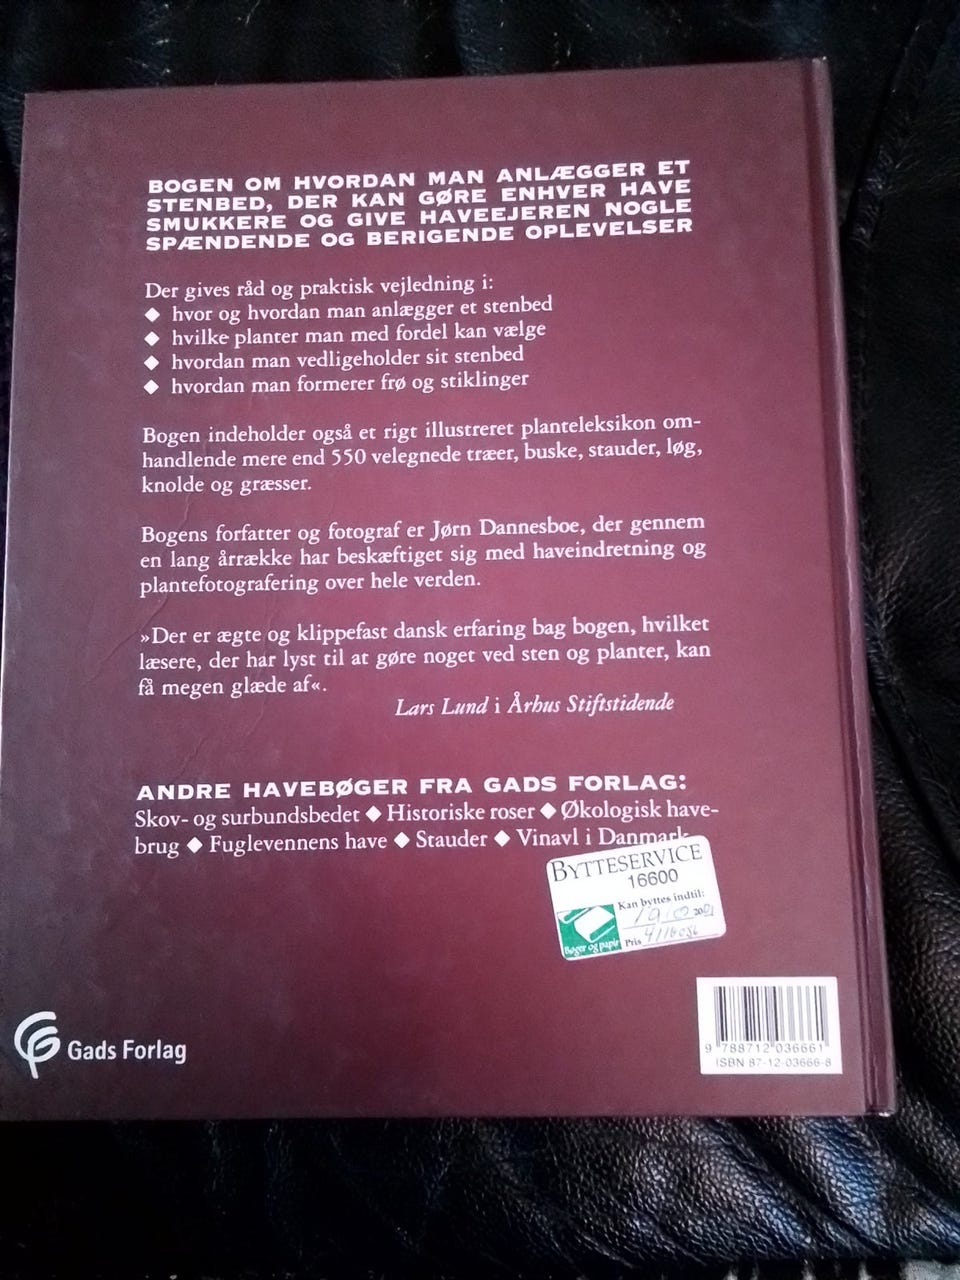 BOGEN OM HVORDAN MAN ANLÆGGER ET
STENBED, DER KAN GØRE ENHVER HAVE
SMUKKERE OG GIVE HAVEEJEREN NOGLE
SPÆNDENDE OG BERIGENDE OPLEVELSER
Der gives råd og praktisk vejledning i:
◆ hvor og hvordan man anlægger et stenbed
◆ hvilke planter man med fordel kan vælge
◆ hvordan man vedligeholder sit stenbed
◆ hvordan man formerer frø og stiklinger
Bogen indeholder også et rigt illustreret planteleksikon om-
handlende mere end 550 velegnede træer, buske, stauder, løg,
knolde og græsser.
Bogens forfatter og fotograf er Jørn Dannesboe, der gennem
en lang årrække har beskæftiget sig med haveindretning og
plantefotografering over hele verden.
»Der er ægte og klippefast dansk erfaring bag bogen, hvilket
læsere, der har lyst til at gøre noget ved sten og planter, kan
få megen glæde af«.
Lars Lund i Århus Stiftstidende
ANDRE HAVEBØGER FRA GADS FORLAG:
Skov- og surbundsbedet ◆ Historiske roser ◆ Økologisk have-
brug ◆ Fuglevennens have ◆ Stauder ◆ Vinavl i Danmark
BYTTESERVICE
16600
Kan byttes indtil:
Pris
Bøger og papir
Gads Forlag
9 788712 036661
ISBN 87-12-03666-8